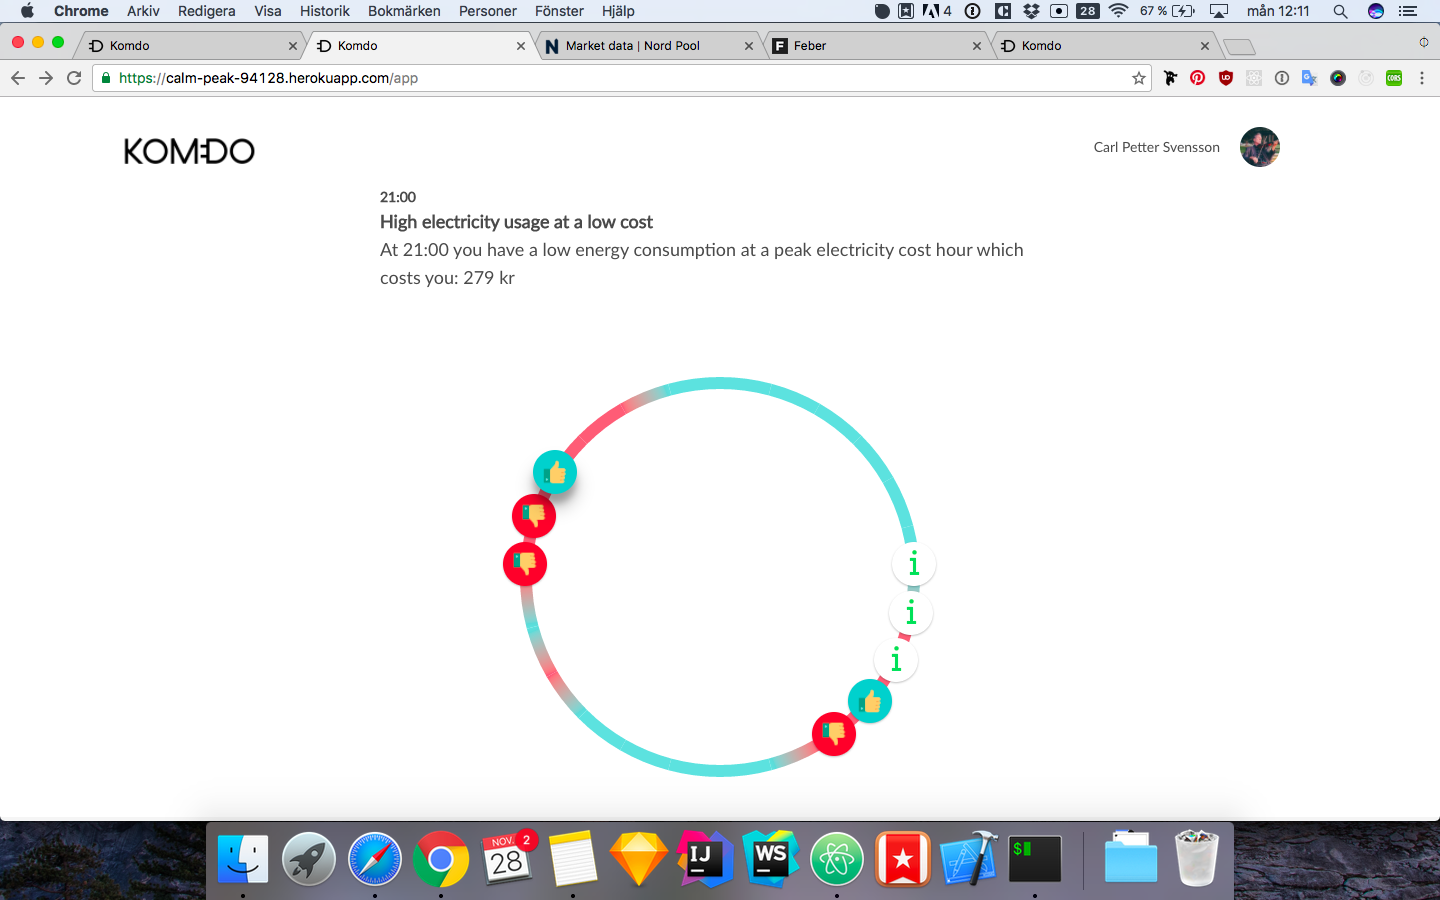 Chrome Arkiv Redigera Visa Historik Bokmärken Personer Fönster Hjälp 4 28 67 % mån 12:11
Komdo Komdo Market data | Nord Pool Feber Komdo
https://calm-peak-94128.herokuapp.com/app
KOM:DO
Carl Petter Svensson
21:00
High electricity usage at a low cost
At 21:00 you have a low energy consumption at a peak electricity cost hour which
costs you: 279 kr
i
i
i
NOV. 2
28
IJ
WS
$